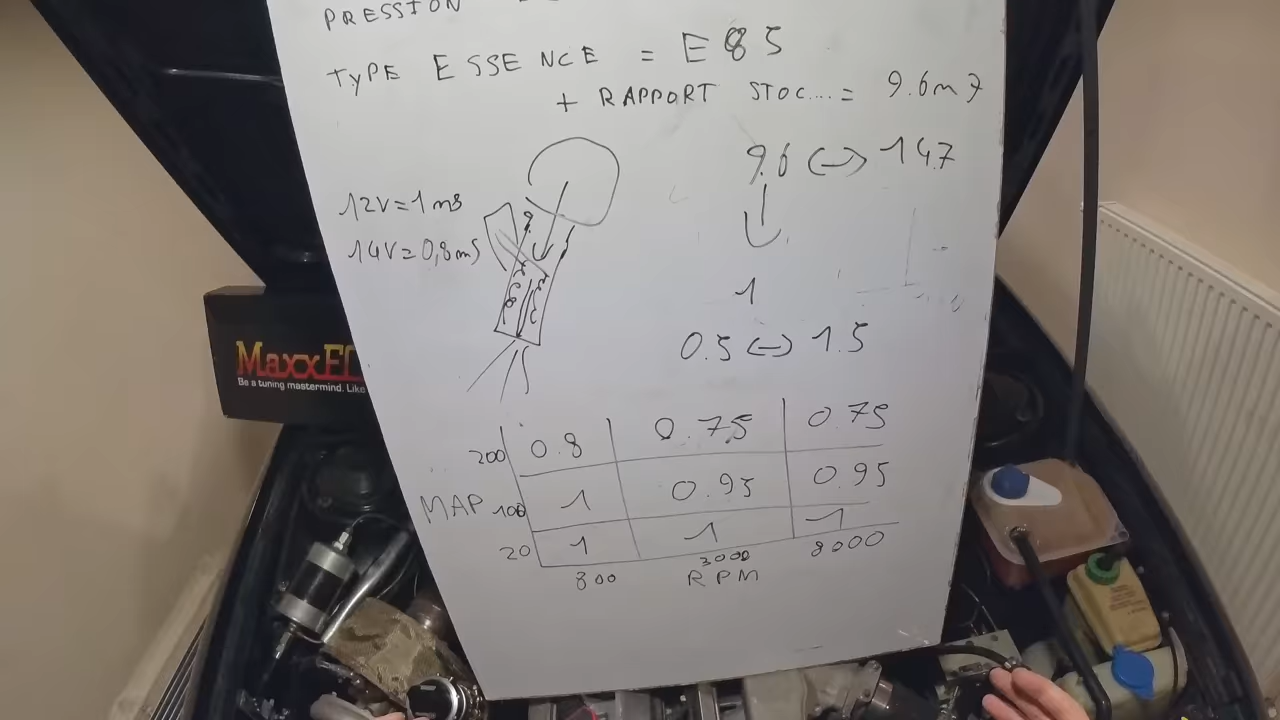 PRESSION
TYPE ESSENCE = E85
+ RAPPORT STOC.... = 9.6
9.6 <-> 14.7
12V=1ms
14V=0,8ms
1
0.5 <-> 1.5
MaxxE
Be a tuning mastermind. Like
200 0.8 0.75 0.75
MAP 100 1 0.95 0.95
20 1 1 1
800 3000 8000
RPM